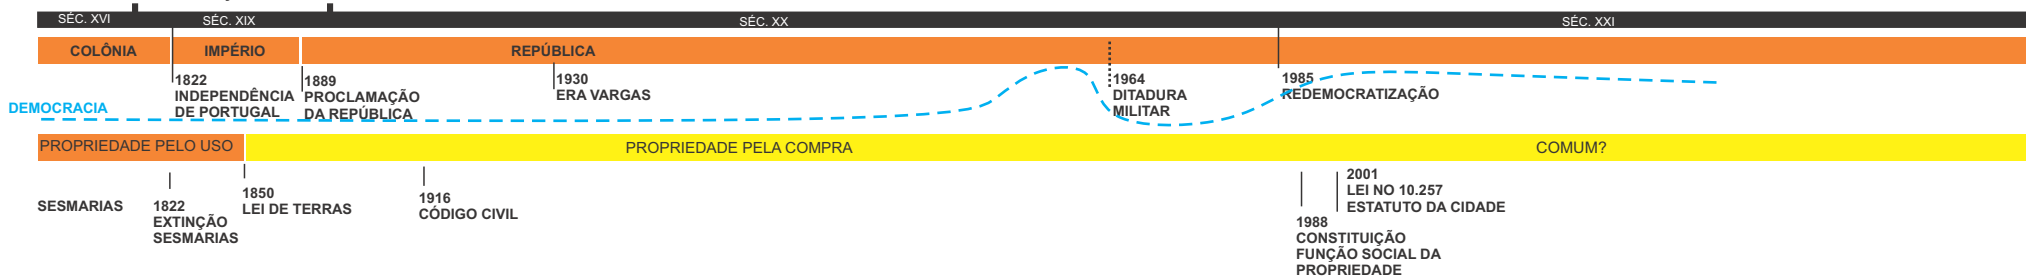 SÉC. XVI
SÉC. XIX
SÉC. XX
SÉC. XXI
COLÔNIA
IMPÉRIO
REPÚBLICA
1822
INDEPENDÊNCIA
DE PORTUGAL
1889
PROCLAMAÇÃO
DA REPÚBLICA
1930
ERA VARGAS
1964
DITADURA
MILITAR
1985
REDEMOCRATIZAÇÃO
DEMOCRACIA
PROPRIEDADE PELO USO
PROPRIEDADE PELA COMPRA
COMUM?
SESMARIAS
1822
EXTINÇÃO
SESMARIAS
1850
LEI DE TERRAS
1916
CÓDIGO CIVIL
1988
CONSTITUIÇÃO
FUNÇÃO SOCIAL DA
PROPRIEDADE
2001
LEI NO 10.257
ESTATUTO DA CIDADE